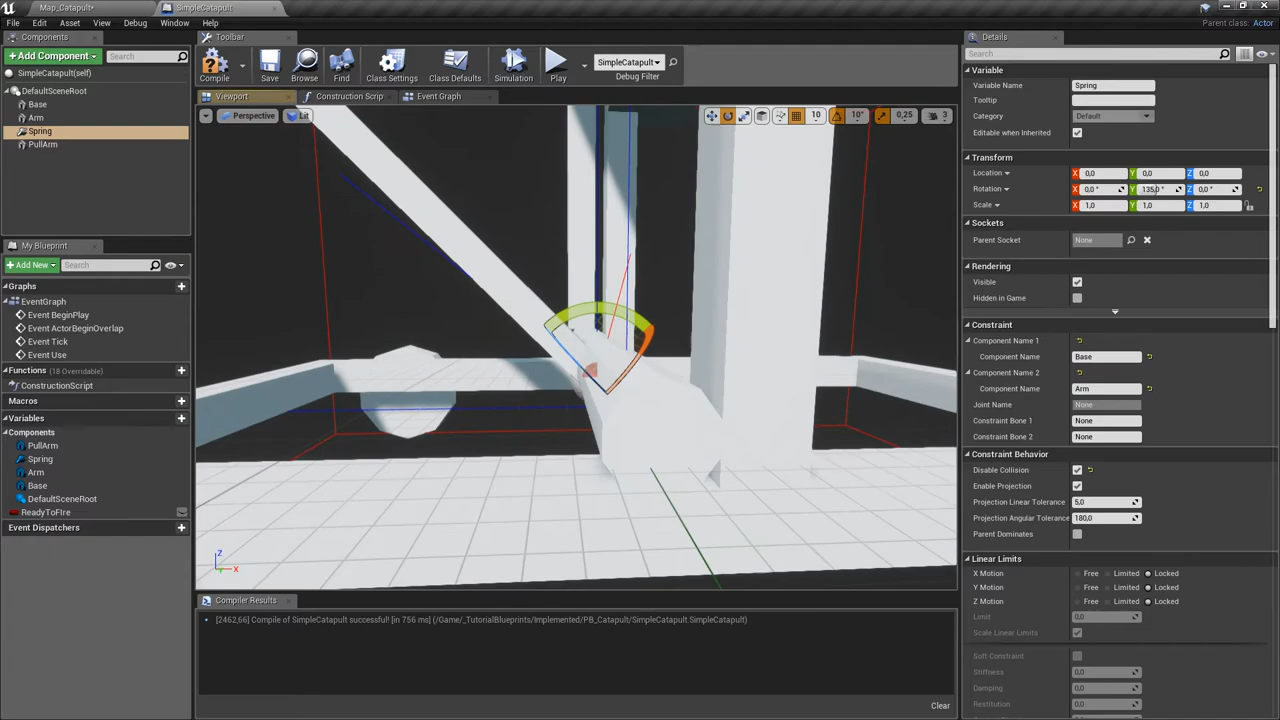 Map_Catapult*
SimpleCatapult
File Edit Asset View Debug Window Help
Parent class: Actor
Components
+ Add Component
Search
SimpleCatapult(self)
DefaultSceneRoot
Base
Arm
Spring
PullArm
My Blueprint
+ Add New
Search
Graphs
EventGraph
Event BeginPlay
Event ActorBeginOverlap
Event Tick
Event Use
Functions (18 Overridable)
ConstructionScript
Macros
Variables
Components
PullArm
Spring
Arm
Base
DefaultSceneRoot
ReadyToFIre
Event Dispatchers
Toolbar
Compile Save Browse Find Class Settings Class Defaults Simulation Play
SimpleCatapult
Debug Filter
Viewport Construction Scrip Event Graph
Perspective Lit
10 10° 0,25 3
Z
X
Compiler Results
[2462,66] Compile of SimpleCatapult successful! [in 756 ms] (/Game/_TutorialBlueprints/Implemented/PB_Catapult/SimpleCatapult.SimpleCatapult)
Clear
Details
Search
Variable
Variable Name Spring
Tooltip
Category Default
Editable when Inherited
Transform
Location X 0,0 Y 0,0 Z 0,0
Rotation X 0,0 ° Y 135,0 ° Z 0,0 °
Scale X 1,0 Y 1,0 Z 1,0
Sockets
Parent Socket None
Rendering
Visible
Hidden in Game
Constraint
Component Name 1
Component Name Base
Component Name 2
Component Name Arm
Joint Name None
Constraint Bone 1 None
Constraint Bone 2 None
Constraint Behavior
Disable Collision
Enable Projection
Projection Linear Tolerance 5,0
Projection Angular Tolerance 180,0
Parent Dominates
Linear Limits
X Motion Free Limited Locked
Y Motion Free Limited Locked
Z Motion Free Limited Locked
Limit 0,0
Scale Linear Limits
Soft Constraint
Stiffness 0,0
Damping 0,0
Restitution 0,0